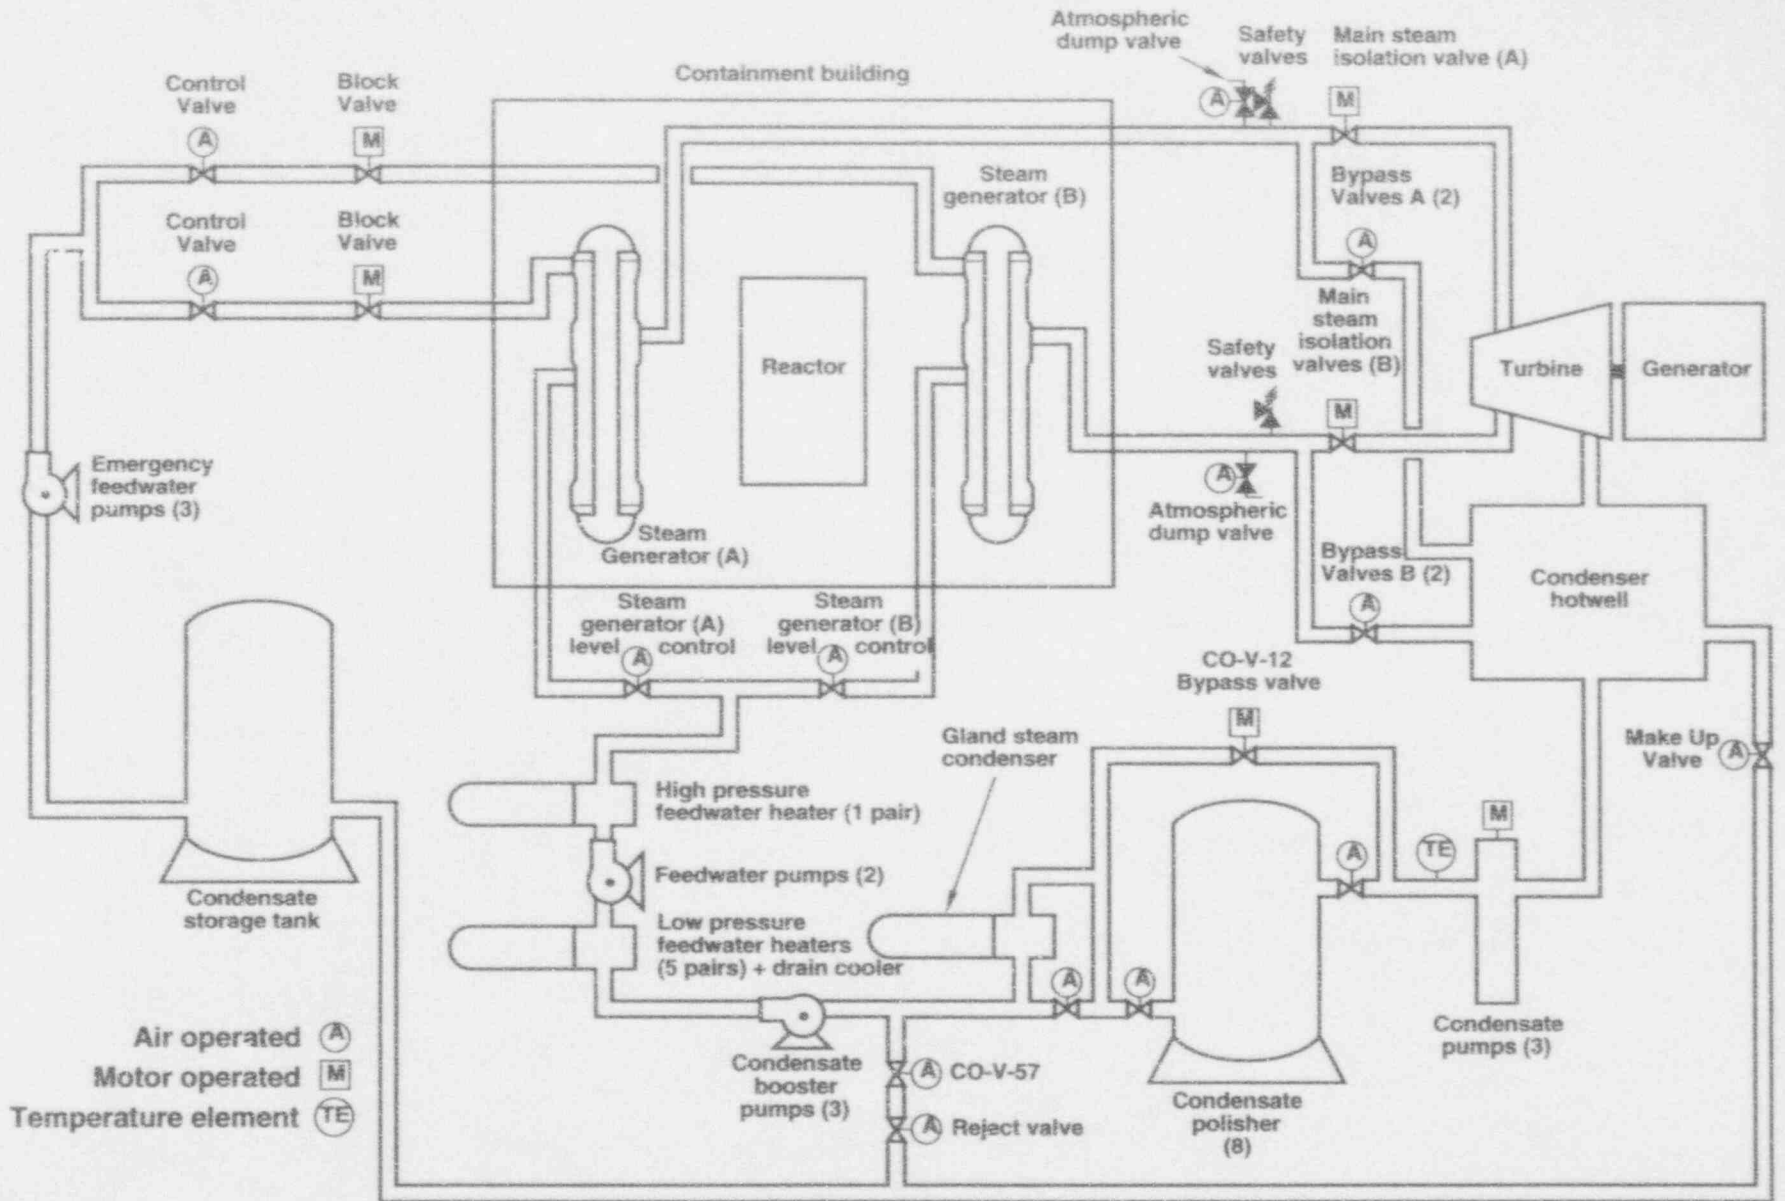 Atmospheric
dump valve
Safety
valves
Main steam
isolation valve (A)
Containment building
Control
Valve
Block
Valve
A
M
A
M
Steam
generator (B)
Bypass
Valves A (2)
Control
Valve
Block
Valve
A
M
A
Main
steam
isolation
valves (B)
Safety
valves
M
Reactor
Turbine
Generator
Emergency
feedwater
pumps (3)
A
Atmospheric
dump valve
Steam
Generator (A)
Bypass
Valves B (2)
A
Condenser
hotwell
Steam
generator (A)
level control
A
Steam
generator (B)
level control
A
CO-V-12
Bypass valve
M
Gland steam
condenser
Make Up
Valve
A
High pressure
feedwater heater (1 pair)
M
A
TE
Feedwater pumps (2)
Condensate
storage tank
Low pressure
feedwater heaters
(5 pairs) + drain cooler
A
A
Condensate
pumps (3)
Air operated A
Motor operated M
Temperature element TE
Condensate
booster
pumps (3)
A CO-V-57
A Reject valve
Condensate
polisher
(8)